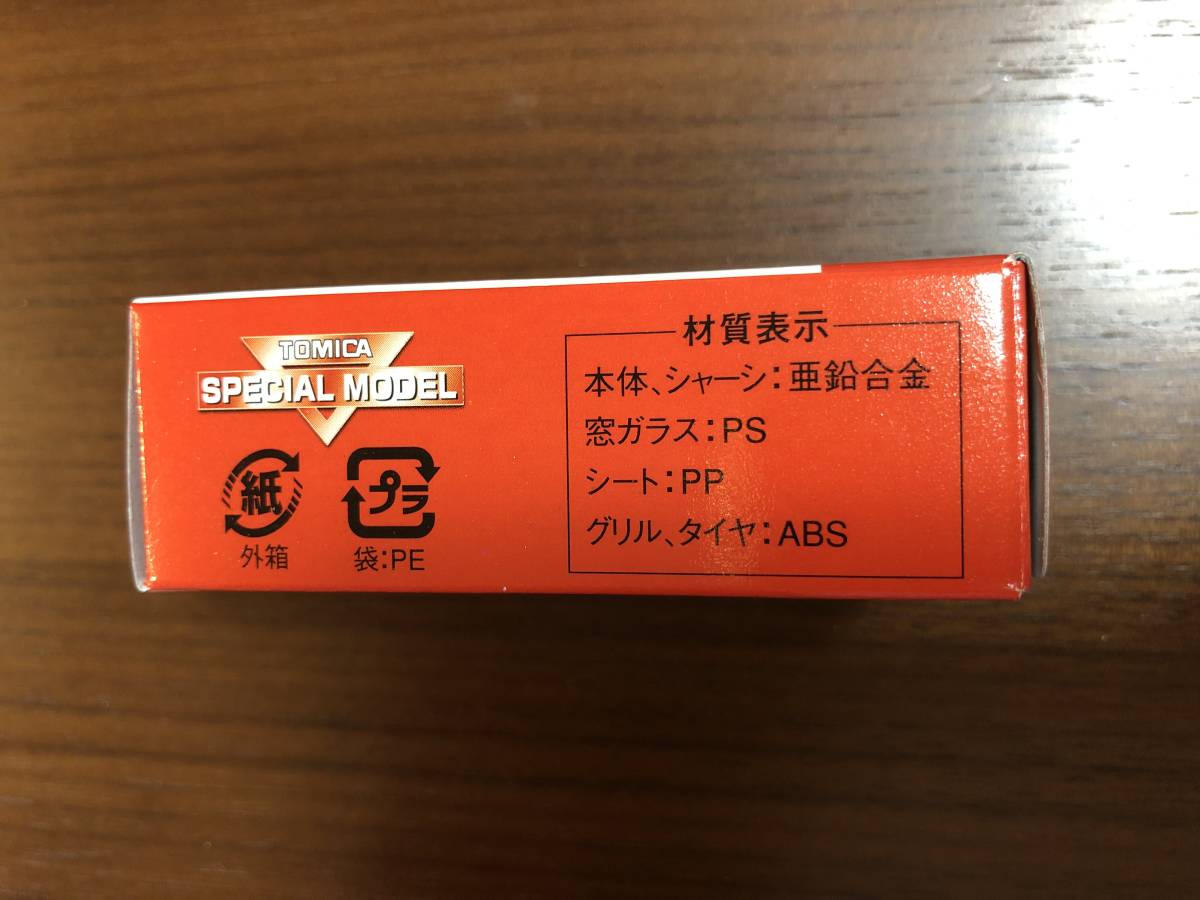 TOMICA
SPECIAL MODEL
紙
外箱
プラ
袋:PE
材質表示
本体、シャーシ:亜鉛合金
窓ガラス:PS
シート:PP
グリル、タイヤ:ABS